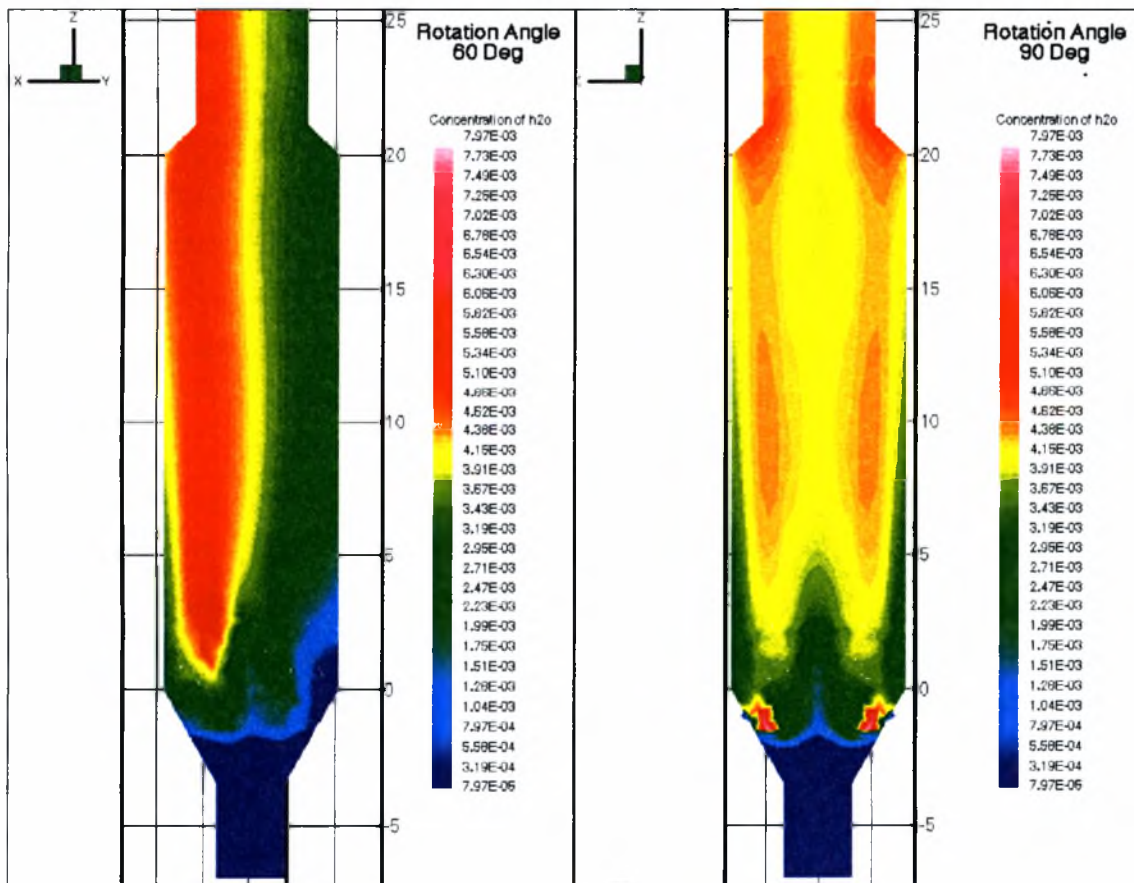 Z
X
Y
25
20
15
10
5
0
-5
Rotation Angle
60 Deg
Concentration of h2o
7.97E-03
7.73E-03
7.49E-03
7.25E-03
7.02E-03
6.78E-03
6.54E-03
6.30E-03
6.06E-03
5.82E-03
5.58E-03
5.34E-03
5.10E-03
4.86E-03
4.62E-03
4.38E-03
4.15E-03
3.91E-03
3.67E-03
3.43E-03
3.19E-03
2.95E-03
2.71E-03
2.47E-03
2.23E-03
1.99E-03
1.75E-03
1.51E-03
1.28E-03
1.04E-03
7.97E-04
5.58E-04
3.19E-04
7.97E-05
Z
25
20
15
10
5
0
-5
Rotation Angle
90 Deg
Concentration of h2o
7.97E-03
7.73E-03
7.49E-03
7.25E-03
7.02E-03
6.78E-03
6.54E-03
6.30E-03
6.06E-03
5.82E-03
5.58E-03
5.34E-03
5.10E-03
4.86E-03
4.62E-03
4.38E-03
4.15E-03
3.91E-03
3.67E-03
3.43E-03
3.19E-03
2.95E-03
2.71E-03
2.47E-03
2.23E-03
1.99E-03
1.75E-03
1.51E-03
1.28E-03
1.04E-03
7.97E-04
5.58E-04
3.19E-04
7.97E-05